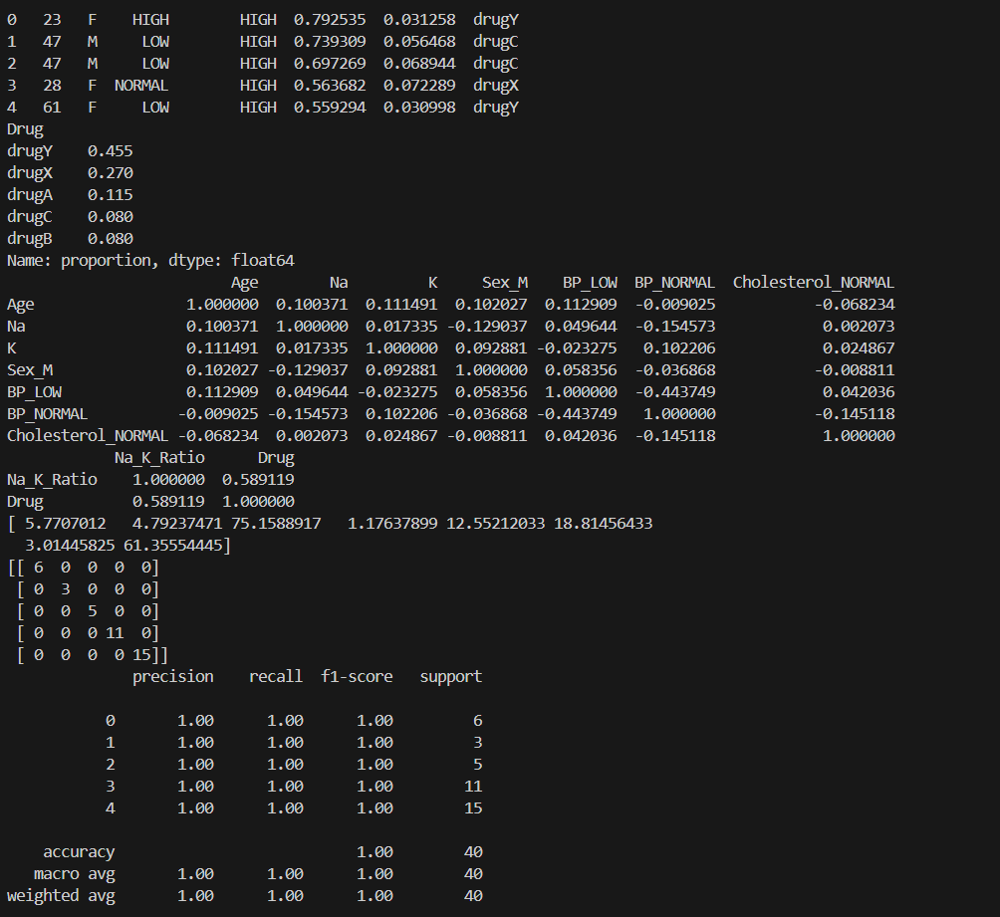 0   23   F    HIGH        HIGH  0.792535  0.031258  drugY
1   47   M     LOW        HIGH  0.739309  0.056468  drugC
2   47   M     LOW        HIGH  0.697269  0.068944  drugC
3   28   F  NORMAL        HIGH  0.563682  0.072289  drugX
4   61   F     LOW        HIGH  0.559294  0.030998  drugY
Drug
drugY    0.455
drugX    0.270
drugA    0.115
drugC    0.080
drugB    0.080
Name: proportion, dtype: float64
                         Age        Na         K     Sex_M    BP_LOW  BP_NORMAL  Cholesterol_NORMAL
Age                 1.000000  0.100371  0.111491  0.102027  0.112909  -0.009025           -0.068234
Na                  0.100371  1.000000  0.017335 -0.129037  0.049644  -0.154573            0.002073
K                   0.111491  0.017335  1.000000  0.092881 -0.023275   0.102206            0.024867
Sex_M               0.102027 -0.129037  0.092881  1.000000  0.058356  -0.036868           -0.008811
BP_LOW              0.112909  0.049644 -0.023275  0.058356  1.000000  -0.443749            0.042036
BP_NORMAL          -0.009025 -0.154573  0.102206 -0.036868 -0.443749   1.000000           -0.145118
Cholesterol_NORMAL -0.068234  0.002073  0.024867 -0.008811  0.042036  -0.145118            1.000000
            Na_K_Ratio      Drug
Na_K_Ratio    1.000000  0.589119
Drug          0.589119  1.000000
[ 5.7707012   4.79237471 75.1588917   1.17637899 12.55212033 18.81456433
  3.01445825 61.35554445]
[[ 6  0  0  0  0]
 [ 0  3  0  0  0]
 [ 0  0  5  0  0]
 [ 0  0  0 11  0]
 [ 0  0  0  0 15]]
              precision    recall  f1-score   support
           0       1.00      1.00      1.00         6
           1       1.00      1.00      1.00         3
           2       1.00      1.00      1.00         5
           3       1.00      1.00      1.00        11
           4       1.00      1.00      1.00        15
    accuracy                           1.00        40
   macro avg       1.00      1.00      1.00        40
weighted avg       1.00      1.00      1.00        40